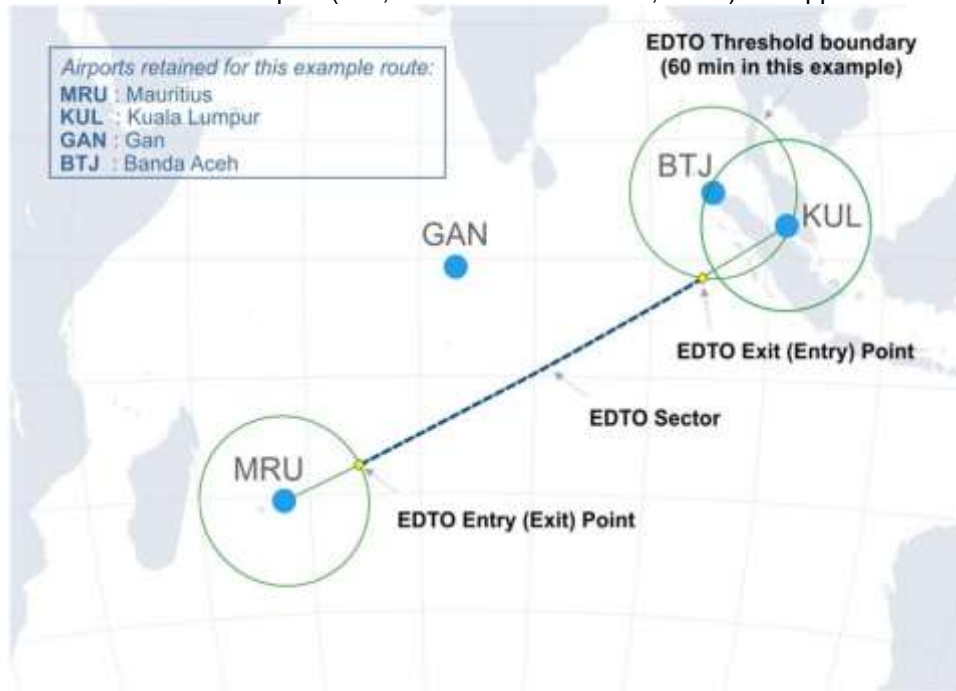 EDTO Threshold boundary
(60 min in this example)
Airports retained for this example route:
MRU : Mauritius
KUL : Kuala Lumpur
GAN : Gan
BTJ : Banda Aceh
BTJ
KUL
GAN
EDTO Exit (Entry) Point
EDTO Sector
MRU
EDTO Entry (Exit) Point